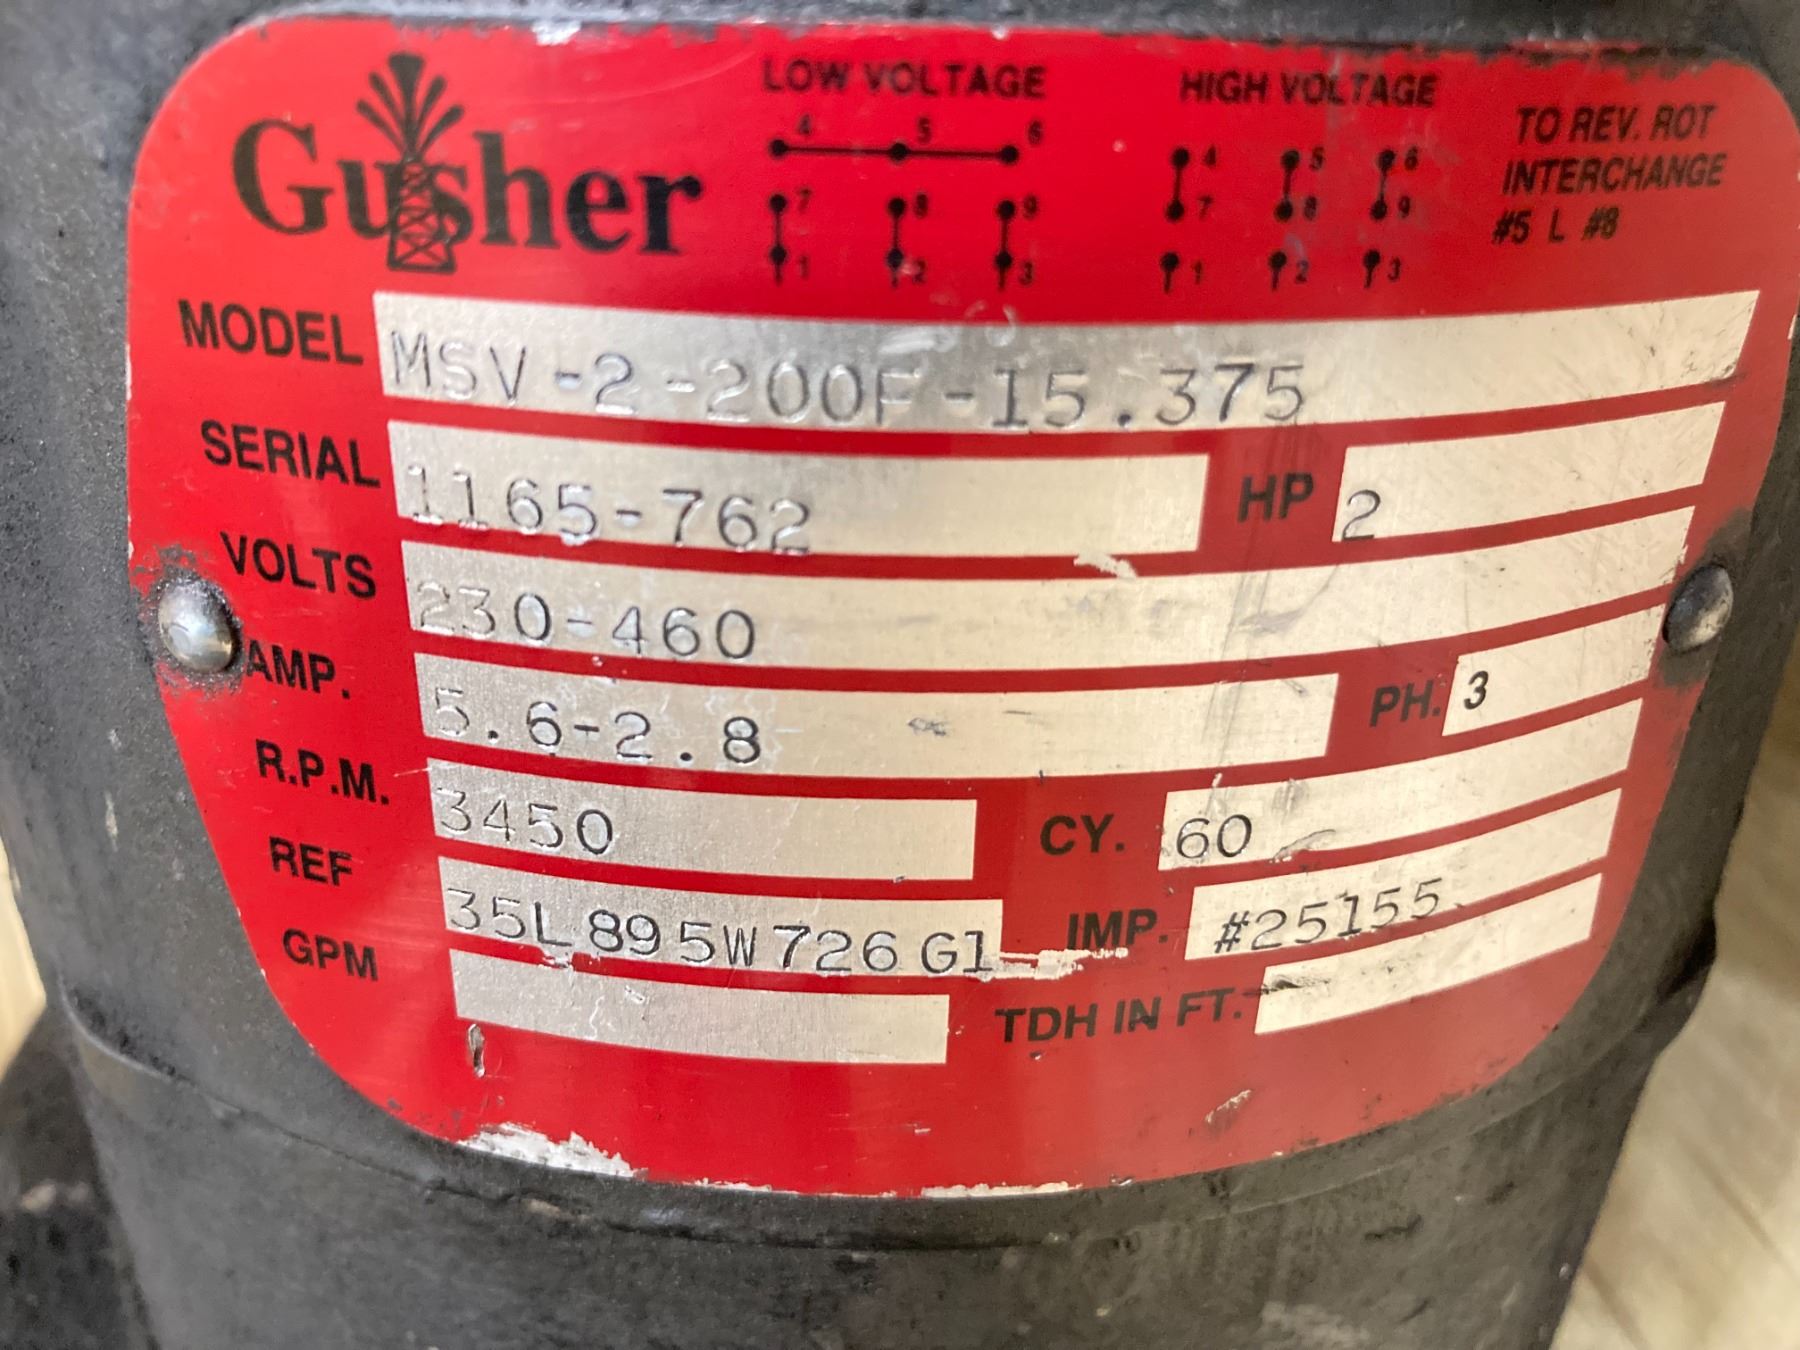 Gusher
LOW VOLTAGE
4 5 6
7 8 9
1 2 3
HIGH VOLTAGE
4 5 6
7 8 9
1 2 3
TO REV. ROT
INTERCHANGE
#5 L #8
MODEL MSV-2-200F-15.375
SERIAL 1165-762 HP 2
VOLTS 230-460
AMP. 5.6-2.8 PH. 3
R.P.M. 3450 CY. 60
REF 35L895W726G1 IMP. #25155
GPM TDH IN FT.